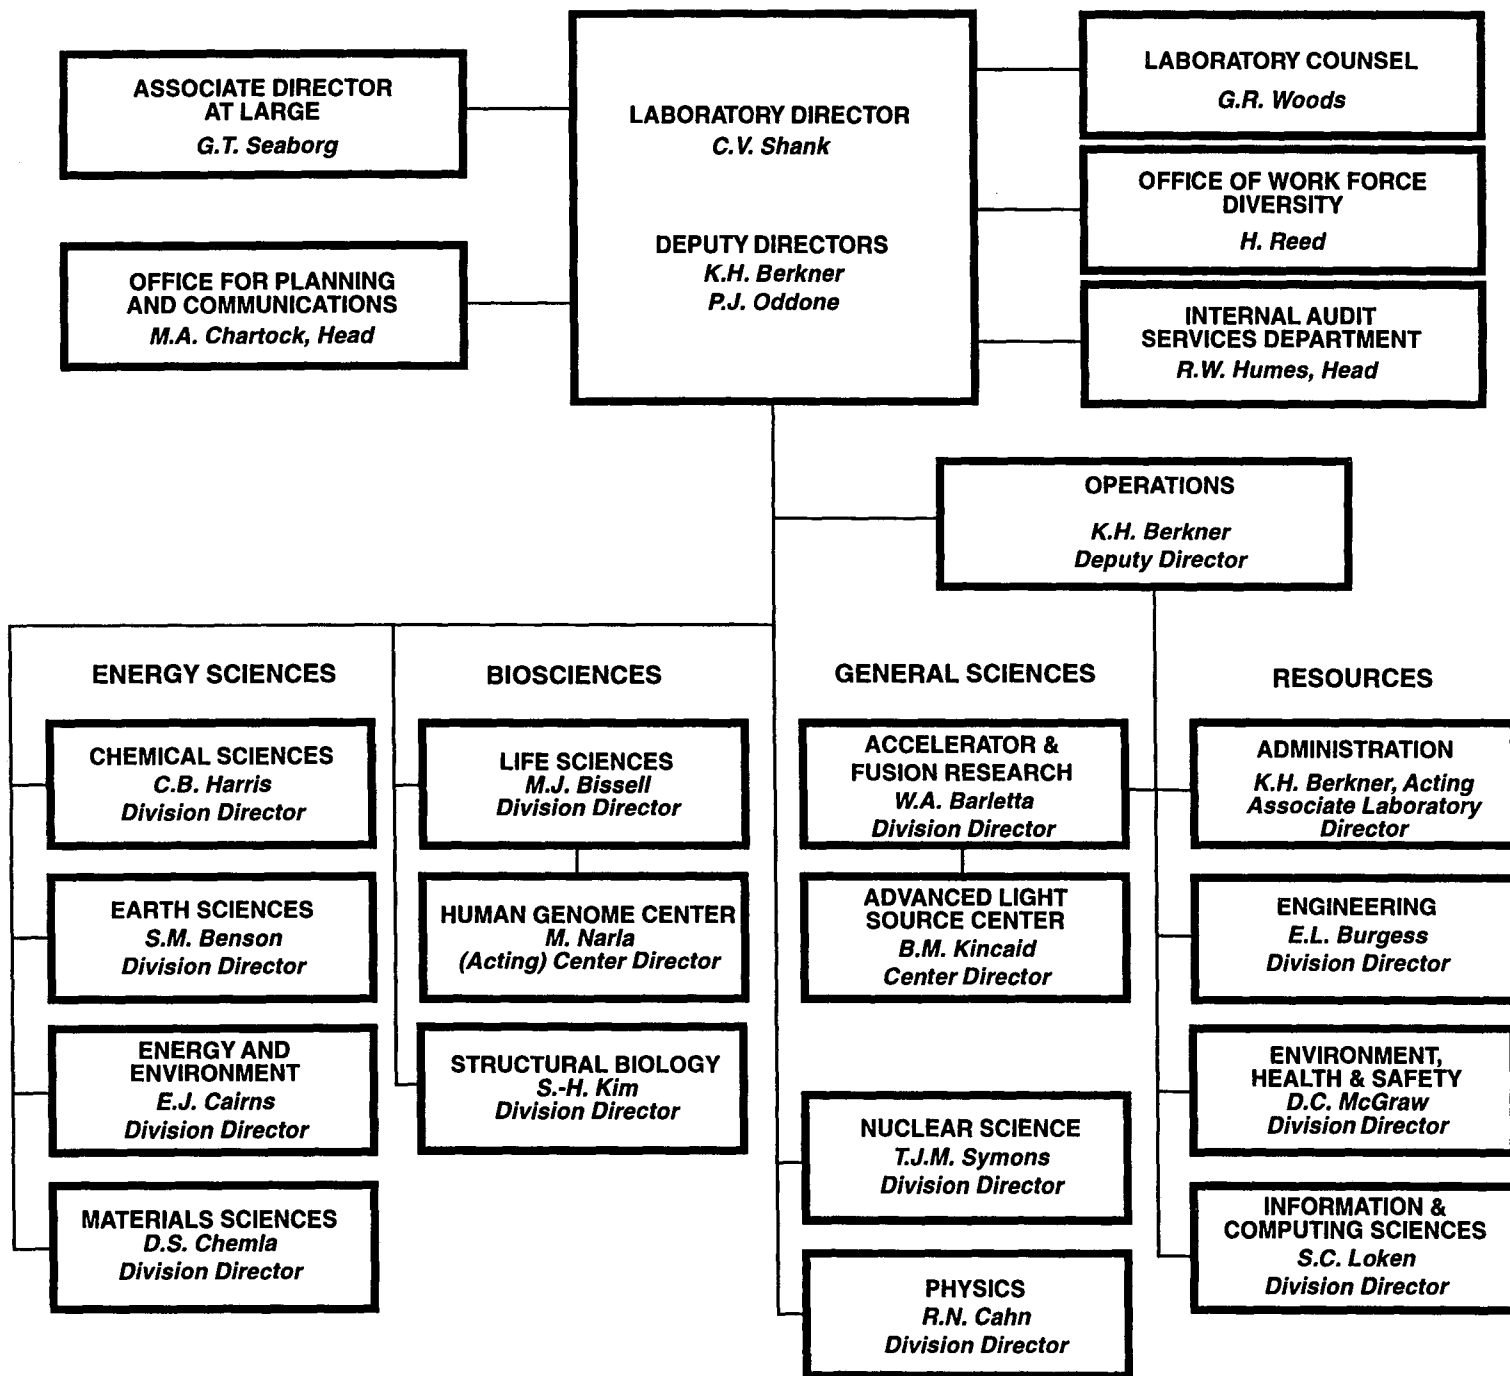 ASSOCIATE DIRECTOR
AT LARGE
G.T. Seaborg
OFFICE FOR PLANNING
AND COMMUNICATIONS
M.A. Chartock, Head
LABORATORY DIRECTOR
C.V. Shank
DEPUTY DIRECTORS
K.H. Berkner
P.J. Oddone
LABORATORY COUNSEL
G.R. Woods
OFFICE OF WORK FORCE
DIVERSITY
H. Reed
INTERNAL AUDIT
SERVICES DEPARTMENT
R.W. Humes, Head
OPERATIONS
K.H. Berkner
Deputy Director
ENERGY SCIENCES
CHEMICAL SCIENCES
C.B. Harris
Division Director
EARTH SCIENCES
S.M. Benson
Division Director
ENERGY AND
ENVIRONMENT
E.J. Cairns
Division Director
MATERIALS SCIENCES
D.S. Chemla
Division Director
BIOSCIENCES
LIFE SCIENCES
M.J. Bissell
Division Director
HUMAN GENOME CENTER
M. Narla
(Acting) Center Director
STRUCTURAL BIOLOGY
S.-H. Kim
Division Director
GENERAL SCIENCES
ACCELERATOR &
FUSION RESEARCH
W.A. Barletta
Division Director
ADVANCED LIGHT
SOURCE CENTER
B.M. Kincaid
Center Director
NUCLEAR SCIENCE
T.J.M. Symons
Division Director
PHYSICS
R.N. Cahn
Division Director
RESOURCES
ADMINISTRATION
K.H. Berkner, Acting
Associate Laboratory
Director
ENGINEERING
E.L. Burgess
Division Director
ENVIRONMENT,
HEALTH & SAFETY
D.C. McGraw
Division Director
INFORMATION &
COMPUTING SCIENCES
S.C. Loken
Division Director